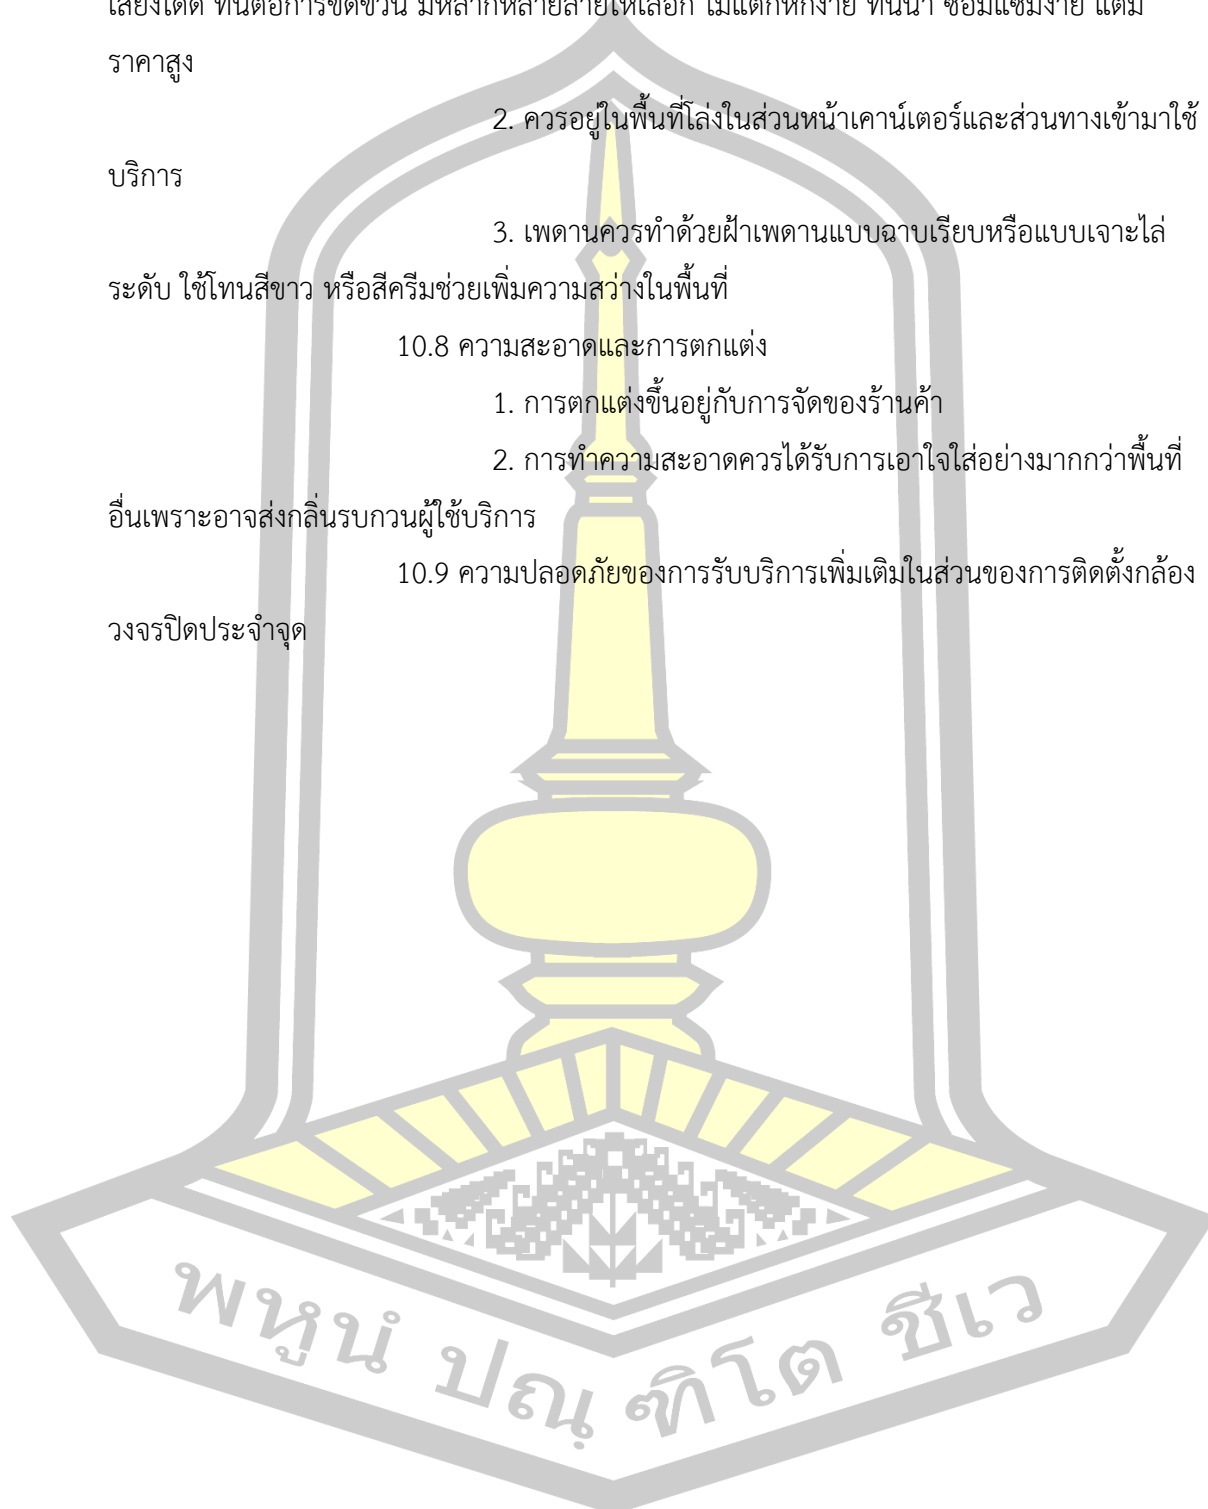 เสียงได้ดี ทนต่อการขีดข่วน มีหลากหลายลายให้เลือก ไม่แตกหักง่าย ทนน้ำ ซ่อมแซมง่าย แต่มี
ราคาสูง
2. ควรอยู่ในพื้นที่โล่งในส่วนหน้าเคาน์เตอร์และส่วนทางเข้ามาใช้
บริการ
3. เพดานควรทำด้วยฝ้าเพดานแบบฉาบเรียบหรือแบบเจาะไล่
ระดับ ใช้โทนสีขาว หรือสีครีมช่วยเพิ่มความสว่างในพื้นที่
10.8 ความสะอาดและการตกแต่ง
1. การตกแต่งขึ้นอยู่กับการจัดของร้านค้า
2. การทำความสะอาดควรได้รับการเอาใจใส่อย่างมากกว่าพื้นที่
อื่นเพราะอาจส่งกลิ่นรบกวนผู้ใช้บริการ
10.9 ความปลอดภัยของการรับบริการเพิ่มเติมในส่วนของการติดตั้งกล้อง
วงจรปิดประจำจุด
พหูนํ ปณฺ ฑิโต ชีเว